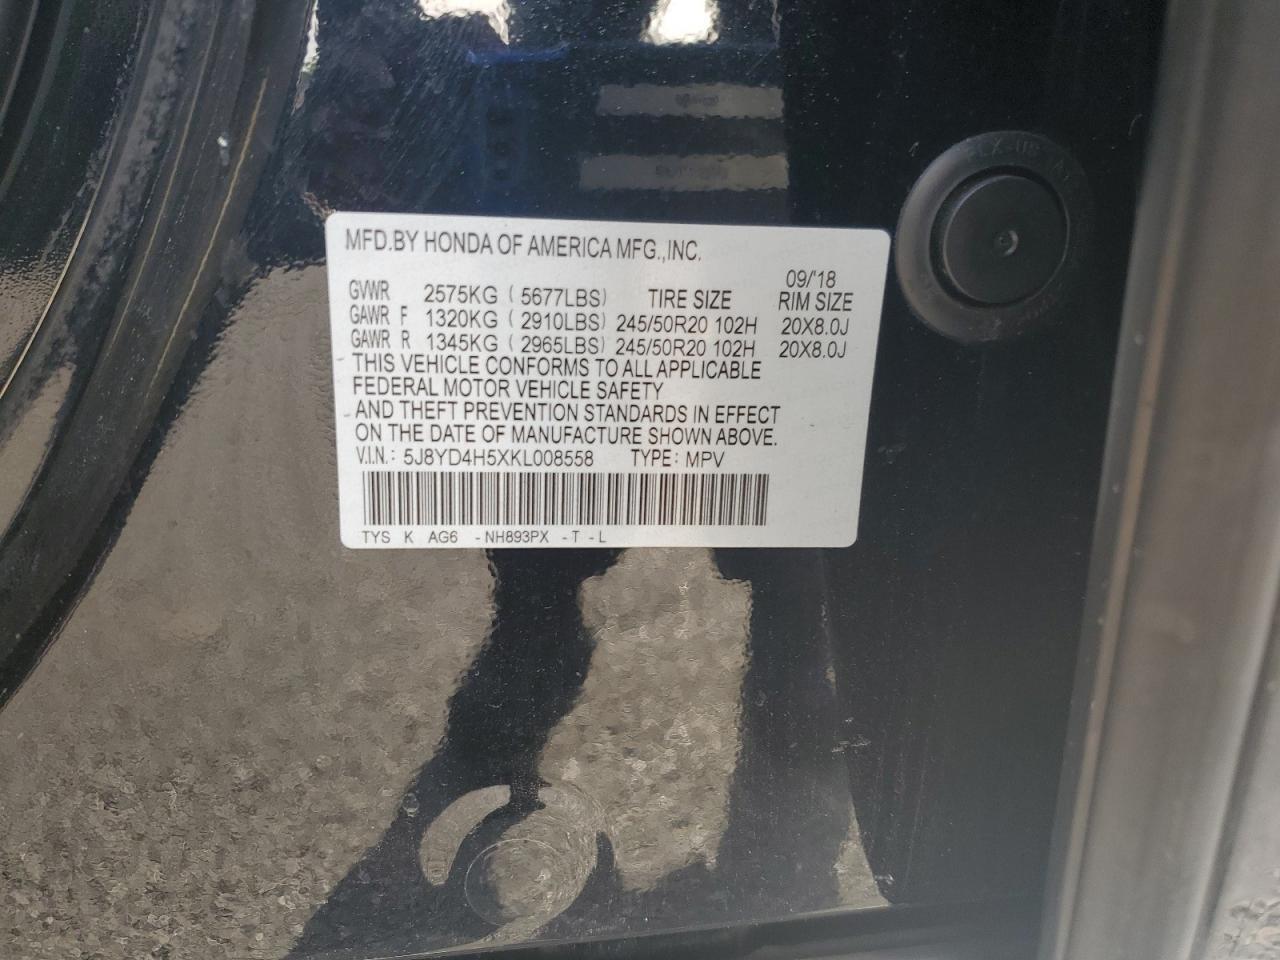 MFD.BY HONDA OF AMERICA MFG.,INC.
09/'18
GVWR 2575KG ( 5677LBS) TIRE SIZE RIM SIZE
GAWR F 1320KG ( 2910LBS) 245/50R20 102H 20X8.0J
GAWR R 1345KG ( 2965LBS) 245/50R20 102H 20X8.0J
THIS VEHICLE CONFORMS TO ALL APPLICABLE
FEDERAL MOTOR VEHICLE SAFETY
AND THEFT PREVENTION STANDARDS IN EFFECT
ON THE DATE OF MANUFACTURE SHOWN ABOVE.
V.I.N.: 5J8YD4H5XKL008558 TYPE: MPV
TYS K AG6 -NH893PX -T -L